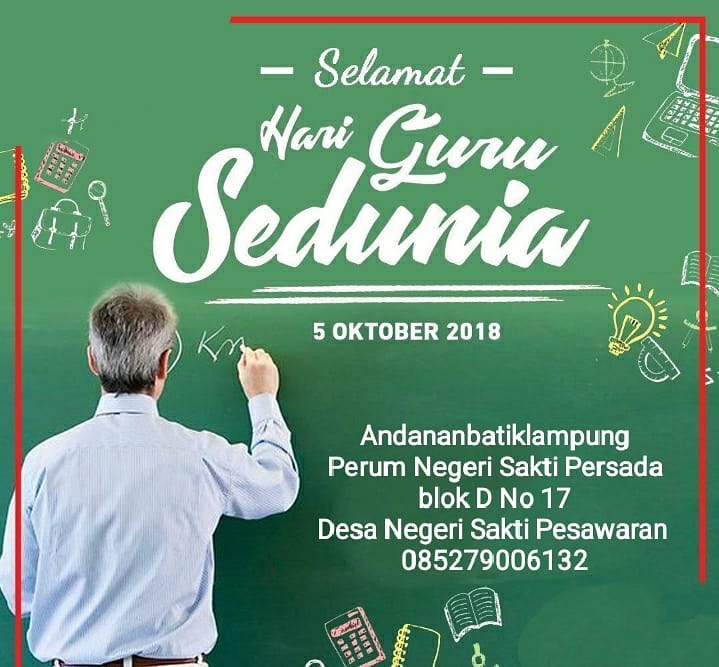 Selamat
Hari Guru
Sedunia
5 OKTOBER 2018
Km
Andananbatiklampung
Perum Negeri Sakti Persada
blok D No 17
Desa Negeri Sakti Pesawaran
085279006132